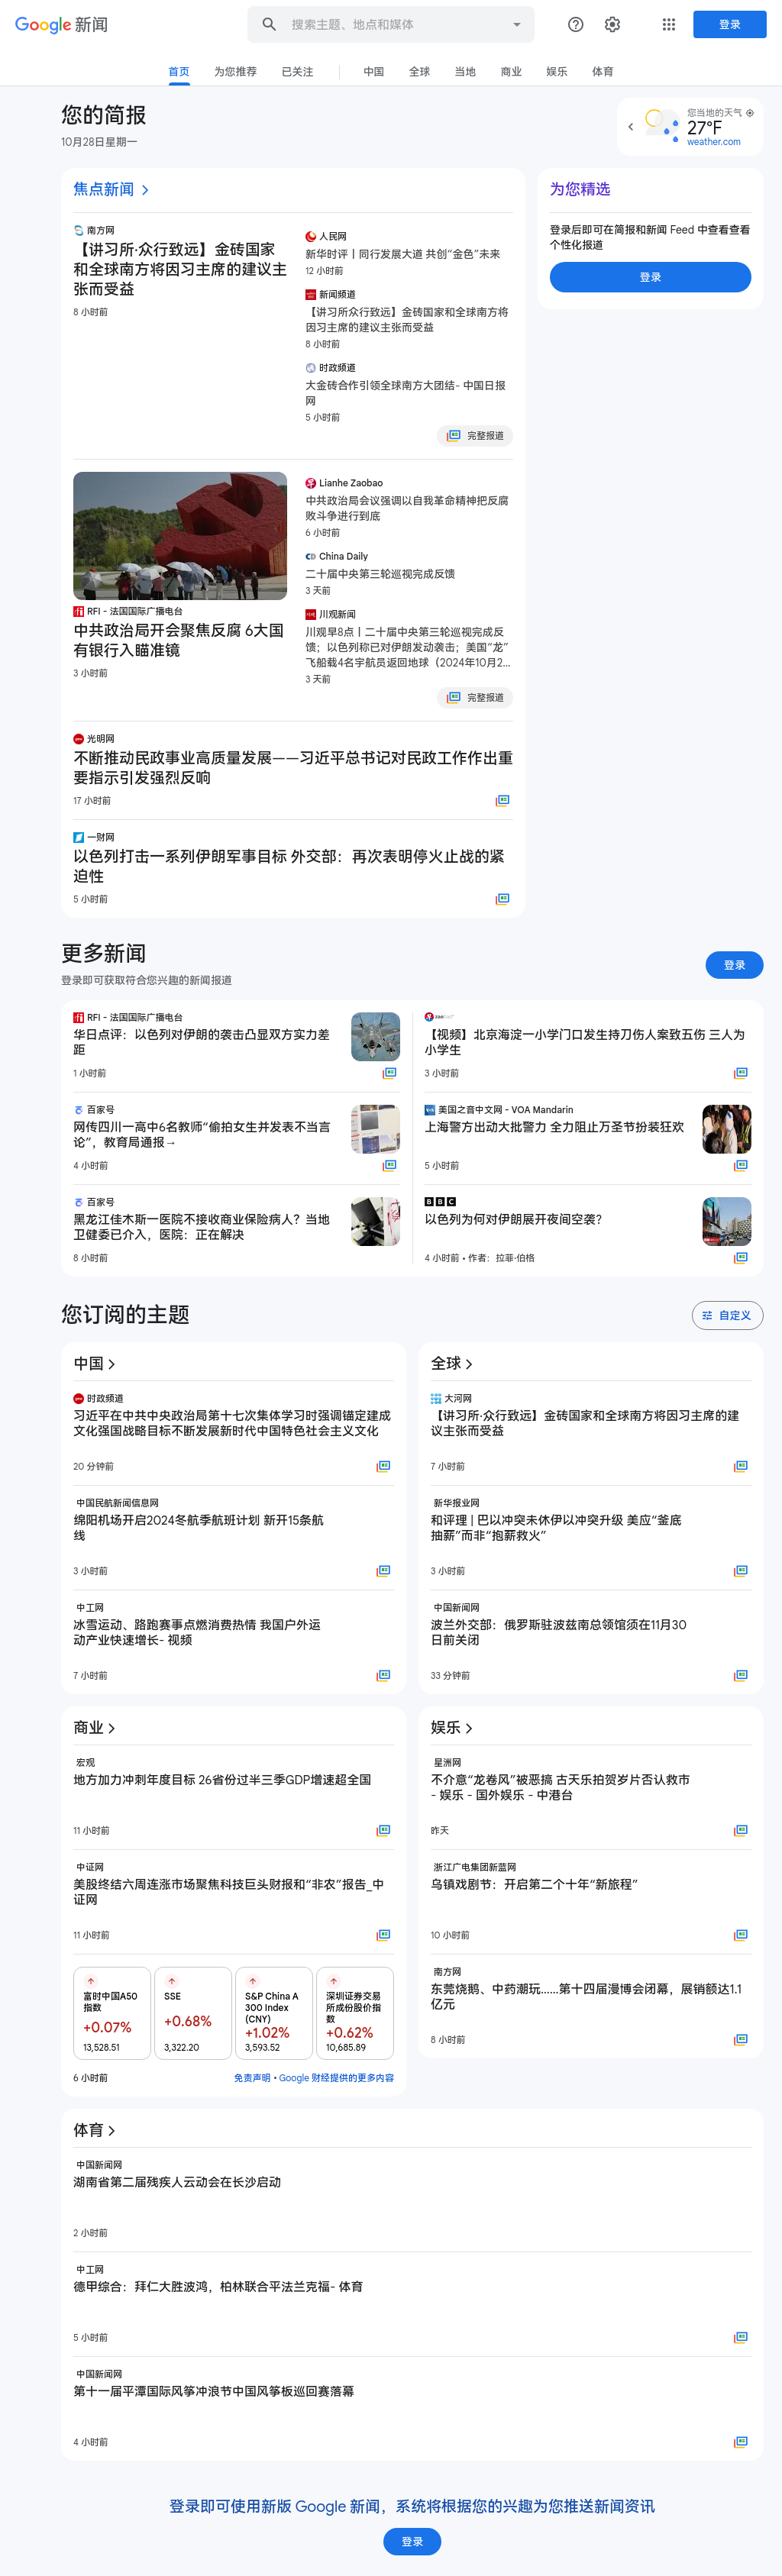 Google 新闻
搜索主题、地点和媒体
登录
首页 为您推荐 已关注 中国 全球 当地 商业 娱乐 体育
您的简报
10月28日星期一
您当地的天气
27°F
weather.com
焦点新闻
南方网
【讲习所·众行致远】金砖国家
和全球南方将因习主席的建议主
张而受益
8 小时前
人民网
新华时评丨同行发展大道 共创“金色”未来
12 小时前
新闻频道
【讲习所众行致远】金砖国家和全球南方将
因习主席的建议主张而受益
8 小时前
时政频道
大金砖合作引领全球南方大团结- 中国日报
网
5 小时前
完整报道
为您精选
登录后即可在简报和新闻 Feed 中查看查看
个性化报道
登录
RFI - 法国国际广播电台
中共政治局开会聚焦反腐 6大国
有银行入瞄准镜
3 小时前
Lianhe Zaobao
中共政治局会议强调以自我革命精神把反腐
败斗争进行到底
6 小时前
China Daily
二十届中央第三轮巡视完成反馈
3 天前
川观新闻
川观早8点丨二十届中央第三轮巡视完成反
馈；以色列称已对伊朗发动袭击；美国“龙”
飞船载4名宇航员返回地球（2024年10月2...
3 天前
完整报道
光明网
不断推动民政事业高质量发展——习近平总书记对民政工作作出重
要指示引发强烈反响
17 小时前
一财网
以色列打击一系列伊朗军事目标 外交部：再次表明停火止战的紧
迫性
5 小时前
更多新闻
登录即可获取符合您兴趣的新闻报道
登录
RFI - 法国国际广播电台
华日点评：以色列对伊朗的袭击凸显双方实力差
距
1 小时前
百家号
网传四川一高中6名教师“偷拍女生并发表不当言
论”，教育局通报→
4 小时前
百家号
黑龙江佳木斯一医院不接收商业保险病人？当地
卫健委已介入，医院：正在解决
8 小时前
【视频】北京海淀一小学门口发生持刀伤人案致五伤 三人为
小学生
3 小时前
美国之音中文网 - VOA Mandarin
上海警方出动大批警力 全力阻止万圣节扮装狂欢
5 小时前
BBC
以色列为何对伊朗展开夜间空袭？
4 小时前 • 作者：拉菲·伯格
您订阅的主题
自定义
中国
时政频道
习近平在中共中央政治局第十七次集体学习时强调锚定建成
文化强国战略目标不断发展新时代中国特色社会主义文化
20 分钟前
中国民航新闻信息网
绵阳机场开启2024冬航季航班计划 新开15条航
线
3 小时前
中工网
冰雪运动、路跑赛事点燃消费热情 我国户外运
动产业快速增长- 视频
7 小时前
全球
大河网
【讲习所·众行致远】金砖国家和全球南方将因习主席的建
议主张而受益
7 小时前
新华报业网
和评理 | 巴以冲突未休伊以冲突升级 美应“釜底
抽薪”而非“抱薪救火”
3 小时前
中国新闻网
波兰外交部：俄罗斯驻波兹南总领馆须在11月30
日前关闭
33 分钟前
商业
宏观
地方加力冲刺年度目标 26省份过半三季GDP增速超全国
11 小时前
中证网
美股终结六周连涨市场聚焦科技巨头财报和“非农”报告_中
证网
11 小时前
富时中国A50
指数
+0.07%
13,528.51
SSE
+0.68%
3,322.20
S&P China A
300 Index
(CNY)
+1.02%
3,593.52
深圳证券交易
所成份股价指
数
+0.62%
10,685.89
6 小时前
免责声明 • Google 财经提供的更多内容
娱乐
星洲网
不介意“龙卷风”被恶搞 古天乐拍贺岁片否认救市
- 娱乐 - 国外娱乐 - 中港台
昨天
浙江广电集团新蓝网
乌镇戏剧节：开启第二个十年“新旅程”
10 小时前
南方网
东莞烧鹅、中药潮玩……第十四届漫博会闭幕，展销额达1.1
亿元
8 小时前
体育
中国新闻网
湖南省第二届残疾人云动会在长沙启动
2 小时前
中工网
德甲综合：拜仁大胜波鸿，柏林联合平法兰克福- 体育
5 小时前
中国新闻网
第十一届平潭国际风筝冲浪节中国风筝板巡回赛落幕
4 小时前
登录即可使用新版 Google 新闻，系统将根据您的兴趣为您推送新闻资讯
登录